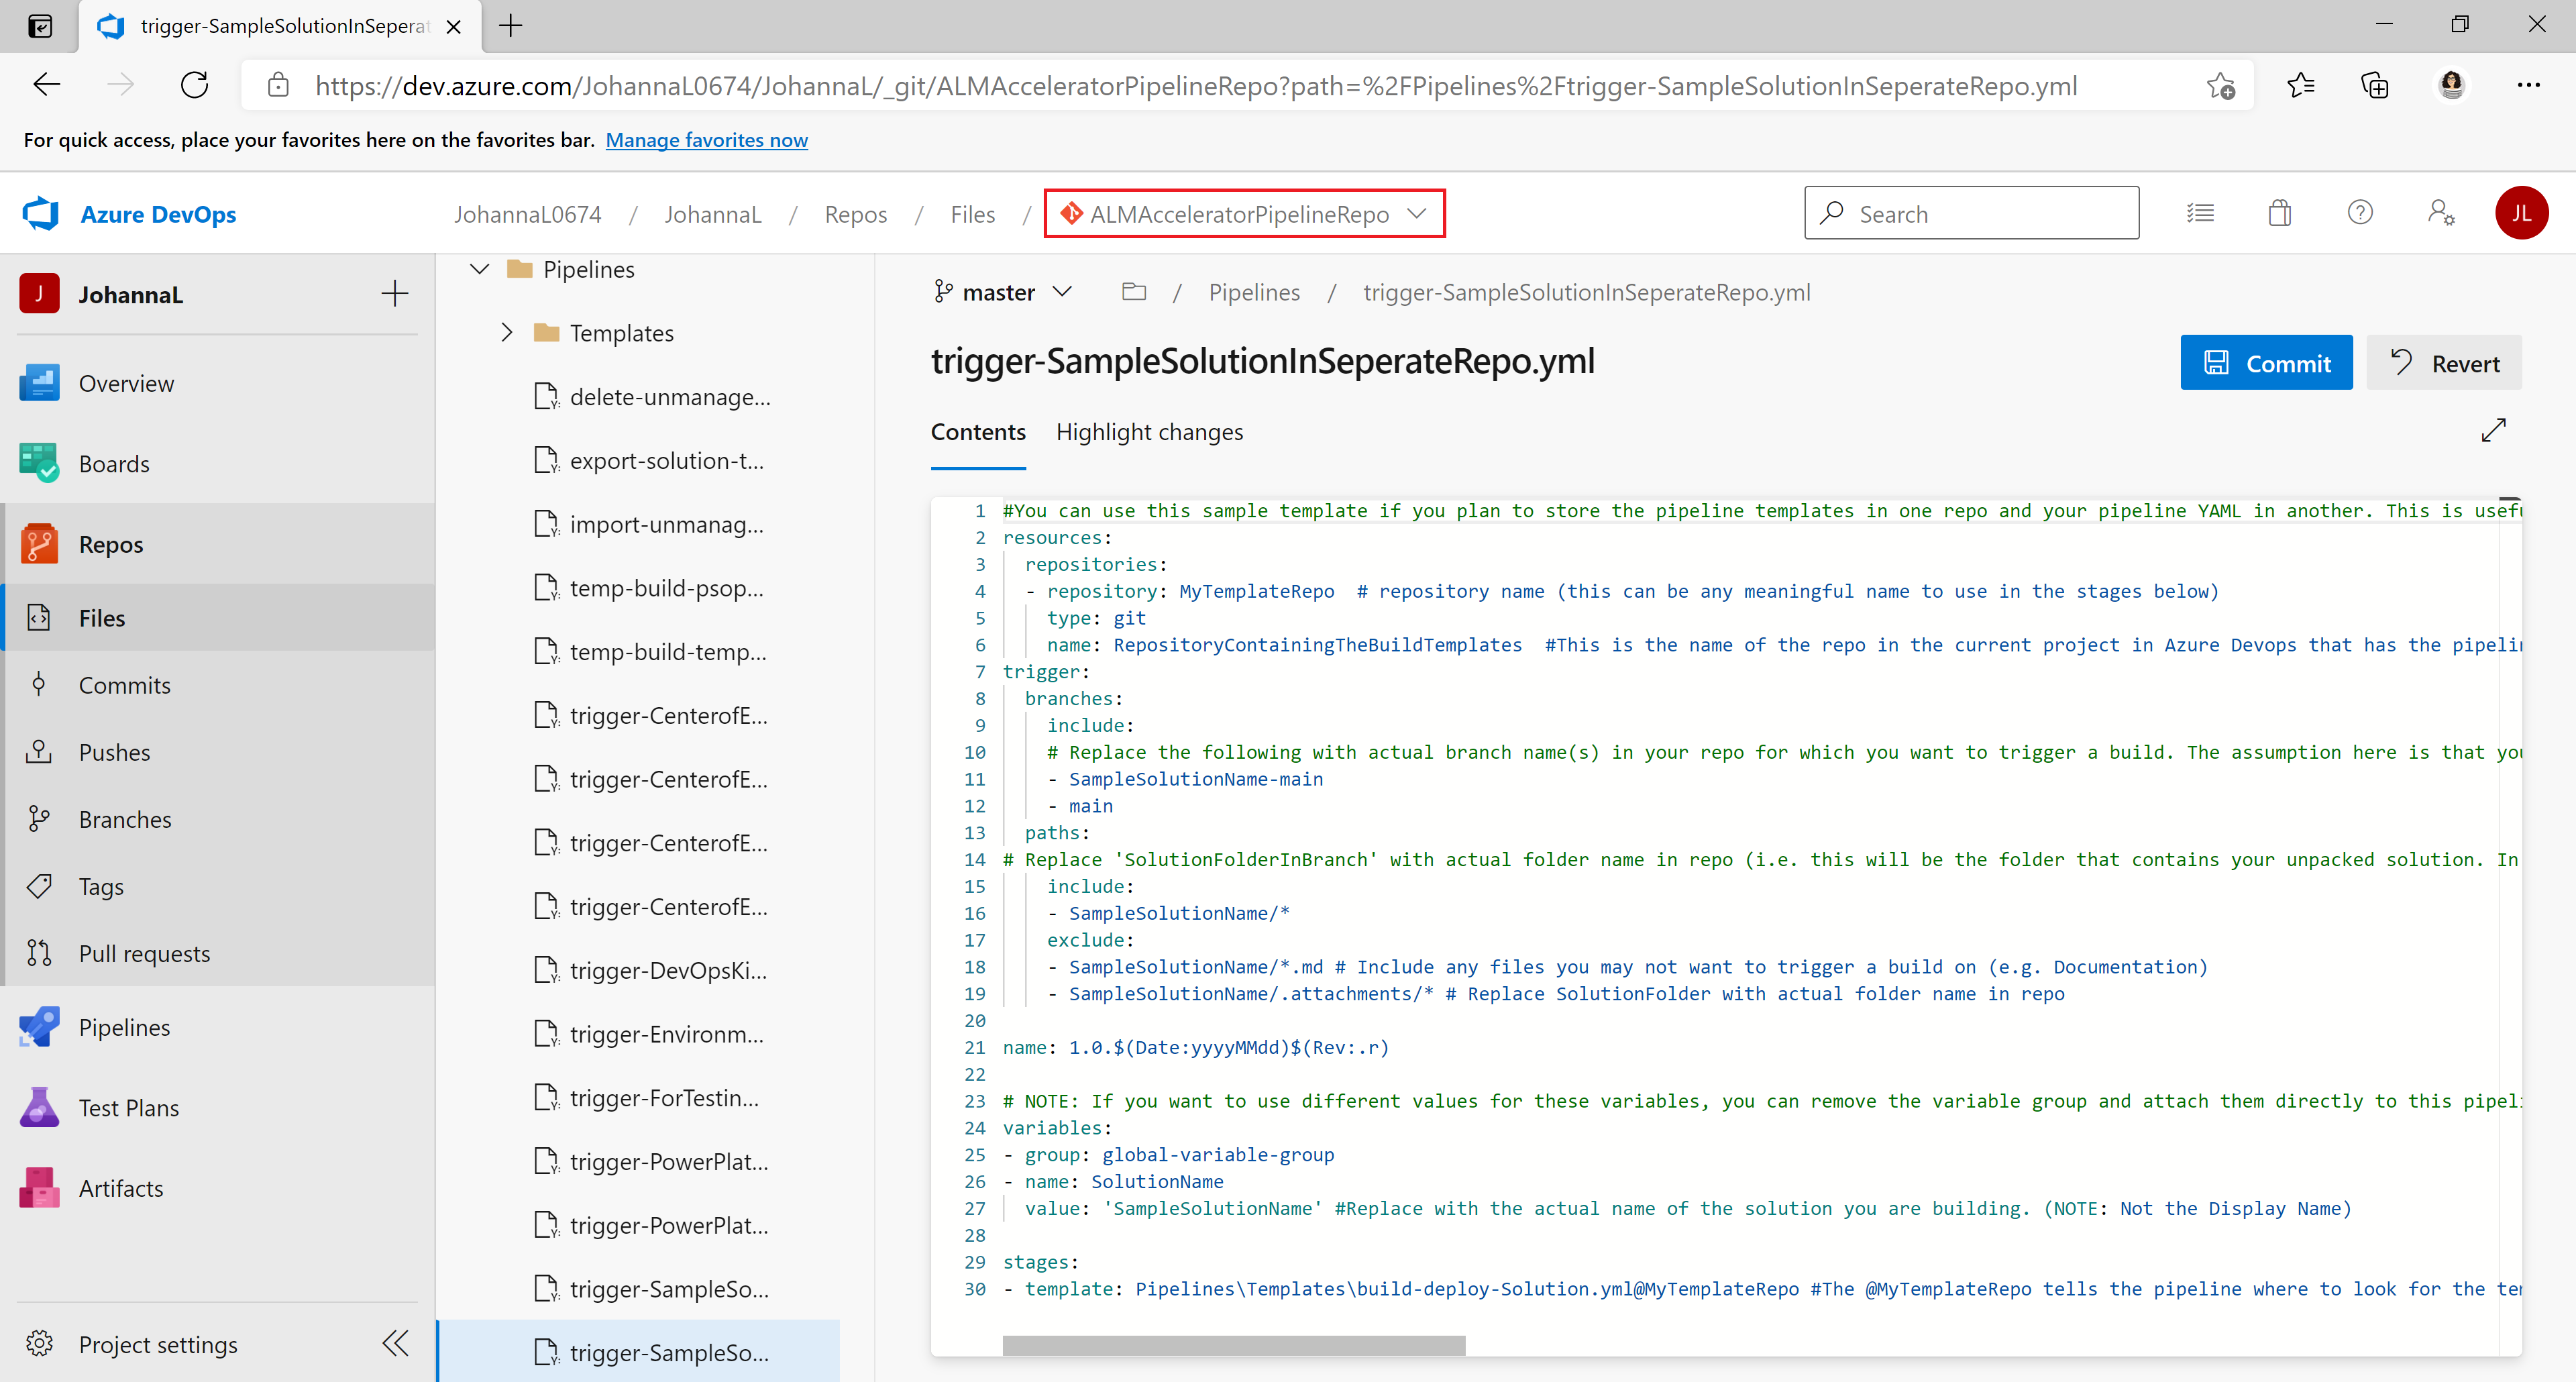 trigger-SampleSolutionInSeperat
https://dev.azure.com/JohannaL0674/JohannaL/_git/ALMAcceleratorPipelineRepo?path=%2FPipelines%2Ftrigger-SampleSolutionInSeperateRepo.yml
For quick access, place your favorites here on the favorites bar. Manage favorites now
Azure DevOps
JohannaL0674 / JohannaL / Repos / Files / ALMAcceleratorPipelineRepo
Search
JL
J JohannaL
Overview
Boards
Repos
Files
Commits
Pushes
Branches
Tags
Pull requests
Pipelines
Test Plans
Artifacts
Project settings
Pipelines
Templates
delete-unmanage...
export-solution-t...
import-unmanag...
temp-build-psop...
temp-build-temp...
trigger-CenterofE...
trigger-CenterofE...
trigger-CenterofE...
trigger-CenterofE...
trigger-DevOpsKi...
trigger-Environm...
trigger-ForTestin...
trigger-PowerPlat...
trigger-PowerPlat...
trigger-SampleSo...
trigger-SampleSo...
master / Pipelines / trigger-SampleSolutionInSeperateRepo.yml
trigger-SampleSolutionInSeperateRepo.yml
Commit
Revert
Contents Highlight changes
1 #You can use this sample template if you plan to store the pipeline templates in one repo and your pipeline YAML in another. This is usefu
2 resources:
3 repositories:
4 - repository: MyTemplateRepo # repository name (this can be any meaningful name to use in the stages below)
5 type: git
6 name: RepositoryContainingTheBuildTemplates #This is the name of the repo in the current project in Azure Devops that has the pipelin
7 trigger:
8 branches:
9 include:
10 # Replace the following with actual branch name(s) in your repo for which you want to trigger a build. The assumption here is that you
11 - SampleSolutionName-main
12 - main
13 paths:
14 # Replace 'SolutionFolderInBranch' with actual folder name in repo (i.e. this will be the folder that contains your unpacked solution. In
15 include:
16 - SampleSolutionName/*
17 exclude:
18 - SampleSolutionName/*.md # Include any files you may not want to trigger a build on (e.g. Documentation)
19 - SampleSolutionName/.attachments/* # Replace SolutionFolder with actual folder name in repo
20
21 name: 1.0.$(Date:yyyyMMdd)$(Rev:.r)
22
23 # NOTE: If you want to use different values for these variables, you can remove the variable group and attach them directly to this pipeli
24 variables:
25 - group: global-variable-group
26 - name: SolutionName
27 value: 'SampleSolutionName' #Replace with the actual name of the solution you are building. (NOTE: Not the Display Name)
28
29 stages:
30 - template: Pipelines\Templates\build-deploy-Solution.yml@MyTemplateRepo #The @MyTemplateRepo tells the pipeline where to look for the tem